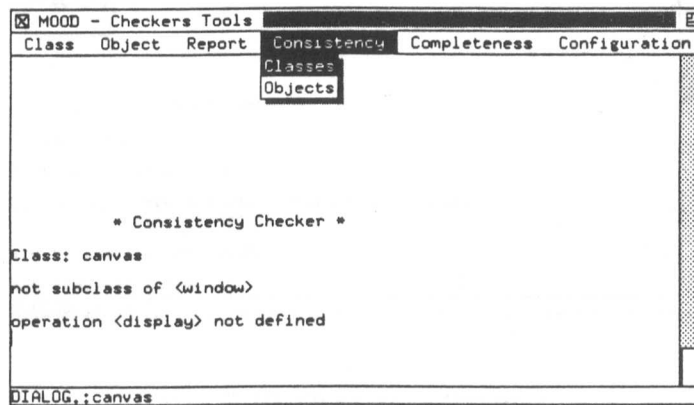 MOOD - Checkers Tools
Class Object Report Consistency Completeness Configuration
Classes
Objects
* Consistency Checker *
Class: canvas
not subclass of <window>
operation <display> not defined
DIALOG,:canvas